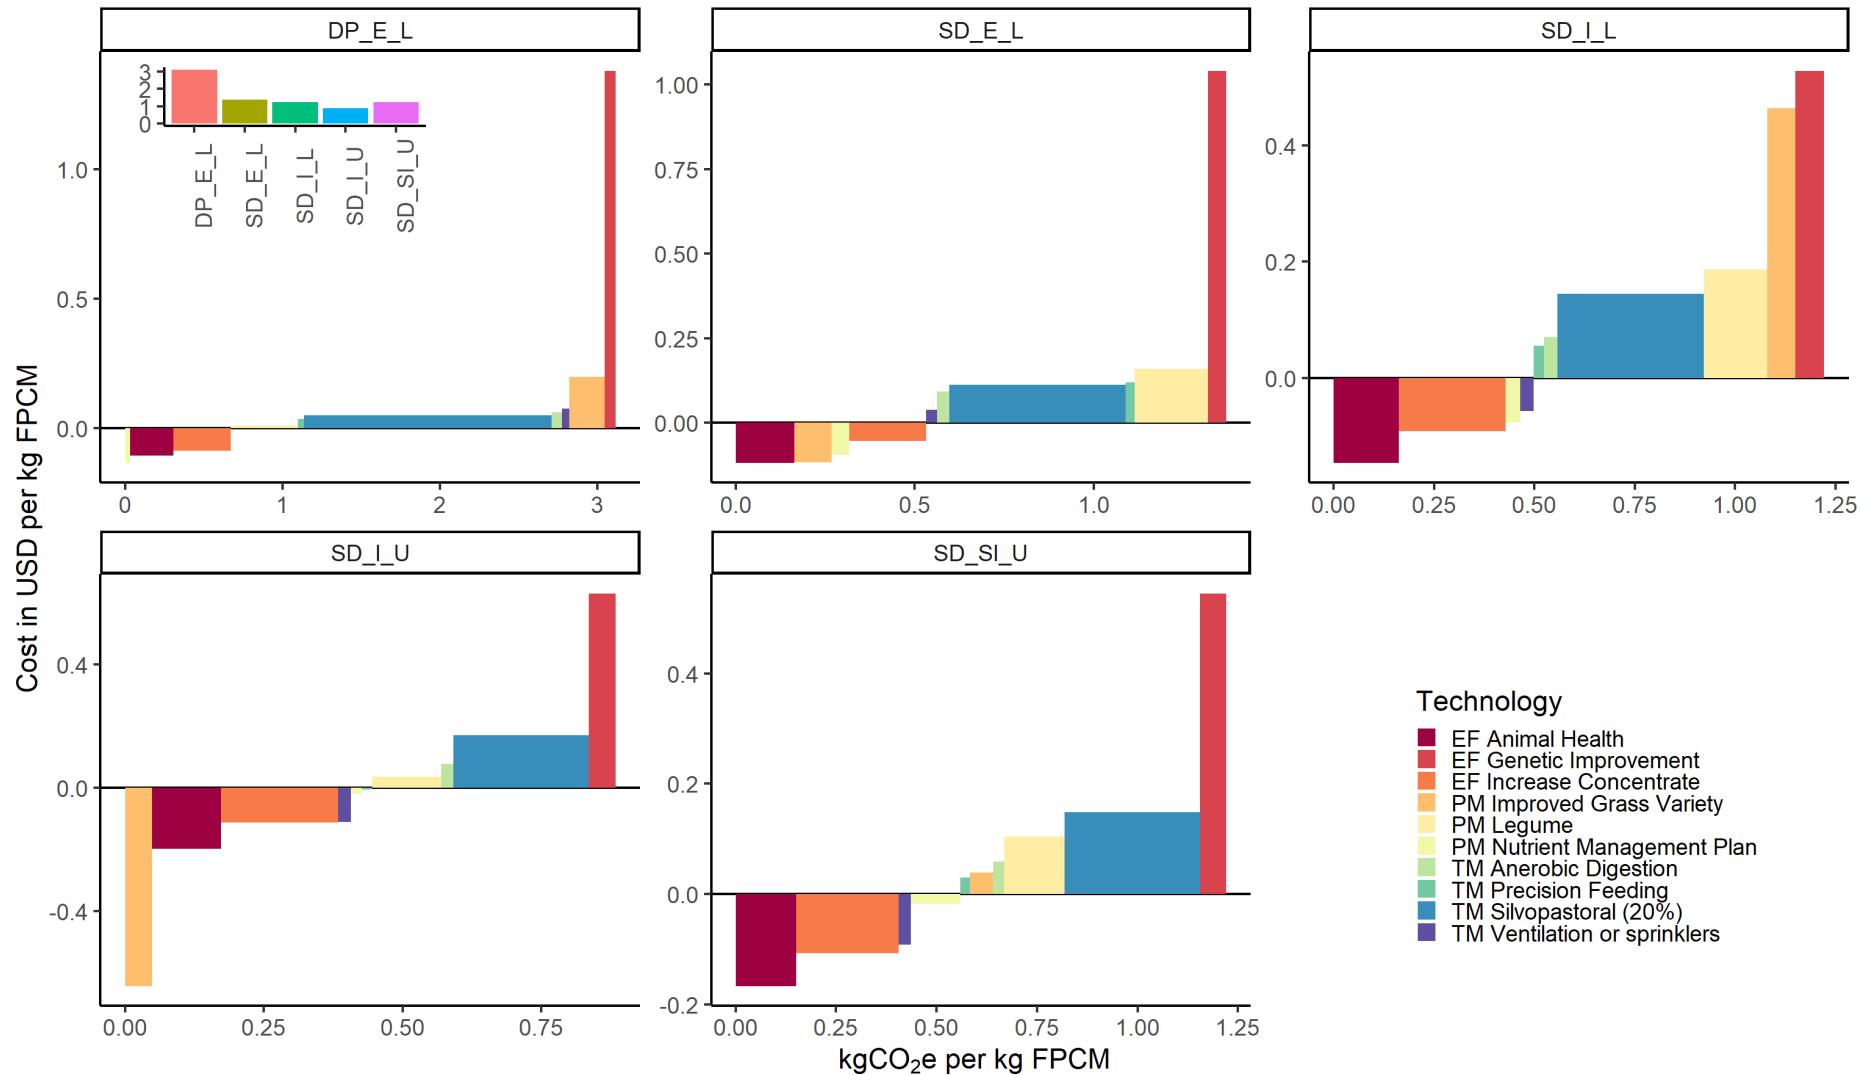 DP_E_L
SD_E_L
SD_I_L
3
2
1
0
DP_E_L
SD_E_L
SD_I_L
SD_I_U
SD_SI_U
1.0
0.5
0.0
0
1
2
3
1.00
0.75
0.50
0.25
0.00
0.0
0.5
1.0
0.4
0.2
0.0
0.00
0.25
0.50
0.75
1.00
1.25
Cost in USD per kg FPCM
SD_I_U
SD_SI_U
0.4
0.0
-0.4
0.00
0.25
0.50
0.75
0.4
0.2
0.0
-0.2
0.00
0.25
0.50
0.75
1.00
1.25
kgCO₂e per kg FPCM
Technology
EF Animal Health
EF Genetic Improvement
EF Increase Concentrate
PM Improved Grass Variety
PM Legume
PM Nutrient Management Plan
TM Anerobic Digestion
TM Precision Feeding
TM Silvopastoral (20%)
TM Ventilation or sprinklers